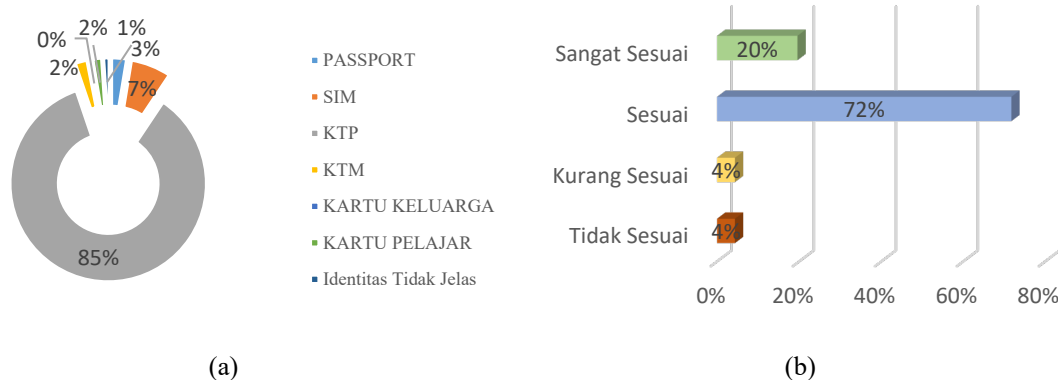 2% 1%
0% 3%
2% 7%
85%
PASSPORT
SIM
KTP
KTM
KARTU KELUARGA
KARTU PELAJAR
Identitas Tidak Jelas
(a)
Sangat Sesuai 20%
Sesuai 72%
Kurang Sesuai 4%
Tidak Sesuai 4%
0% 20% 40% 60% 80%
(b)